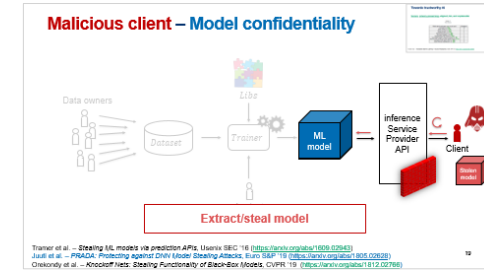 Malicious client – Model confidentiality
Data owners
Libs
Dataset
Trainer
ML
model
inference
Service
Provider
API
Client
Stolen
model
Extract/steal model
Tramer et al. – Stealing ML models via prediction APIs, Usenix SEC '16 (https://arxiv.org/abs/1609.02943)
Juuti et al. – PRADA: Protecting against DNN Model Stealing Attacks, Euro S&P '19 (https://arxiv.org/abs/1805.02628)
Orekondy et al. – Knockoff Nets: Stealing Functionality of Black-Box Models, CVPR '19 (https://arxiv.org/abs/1812.02766)
19